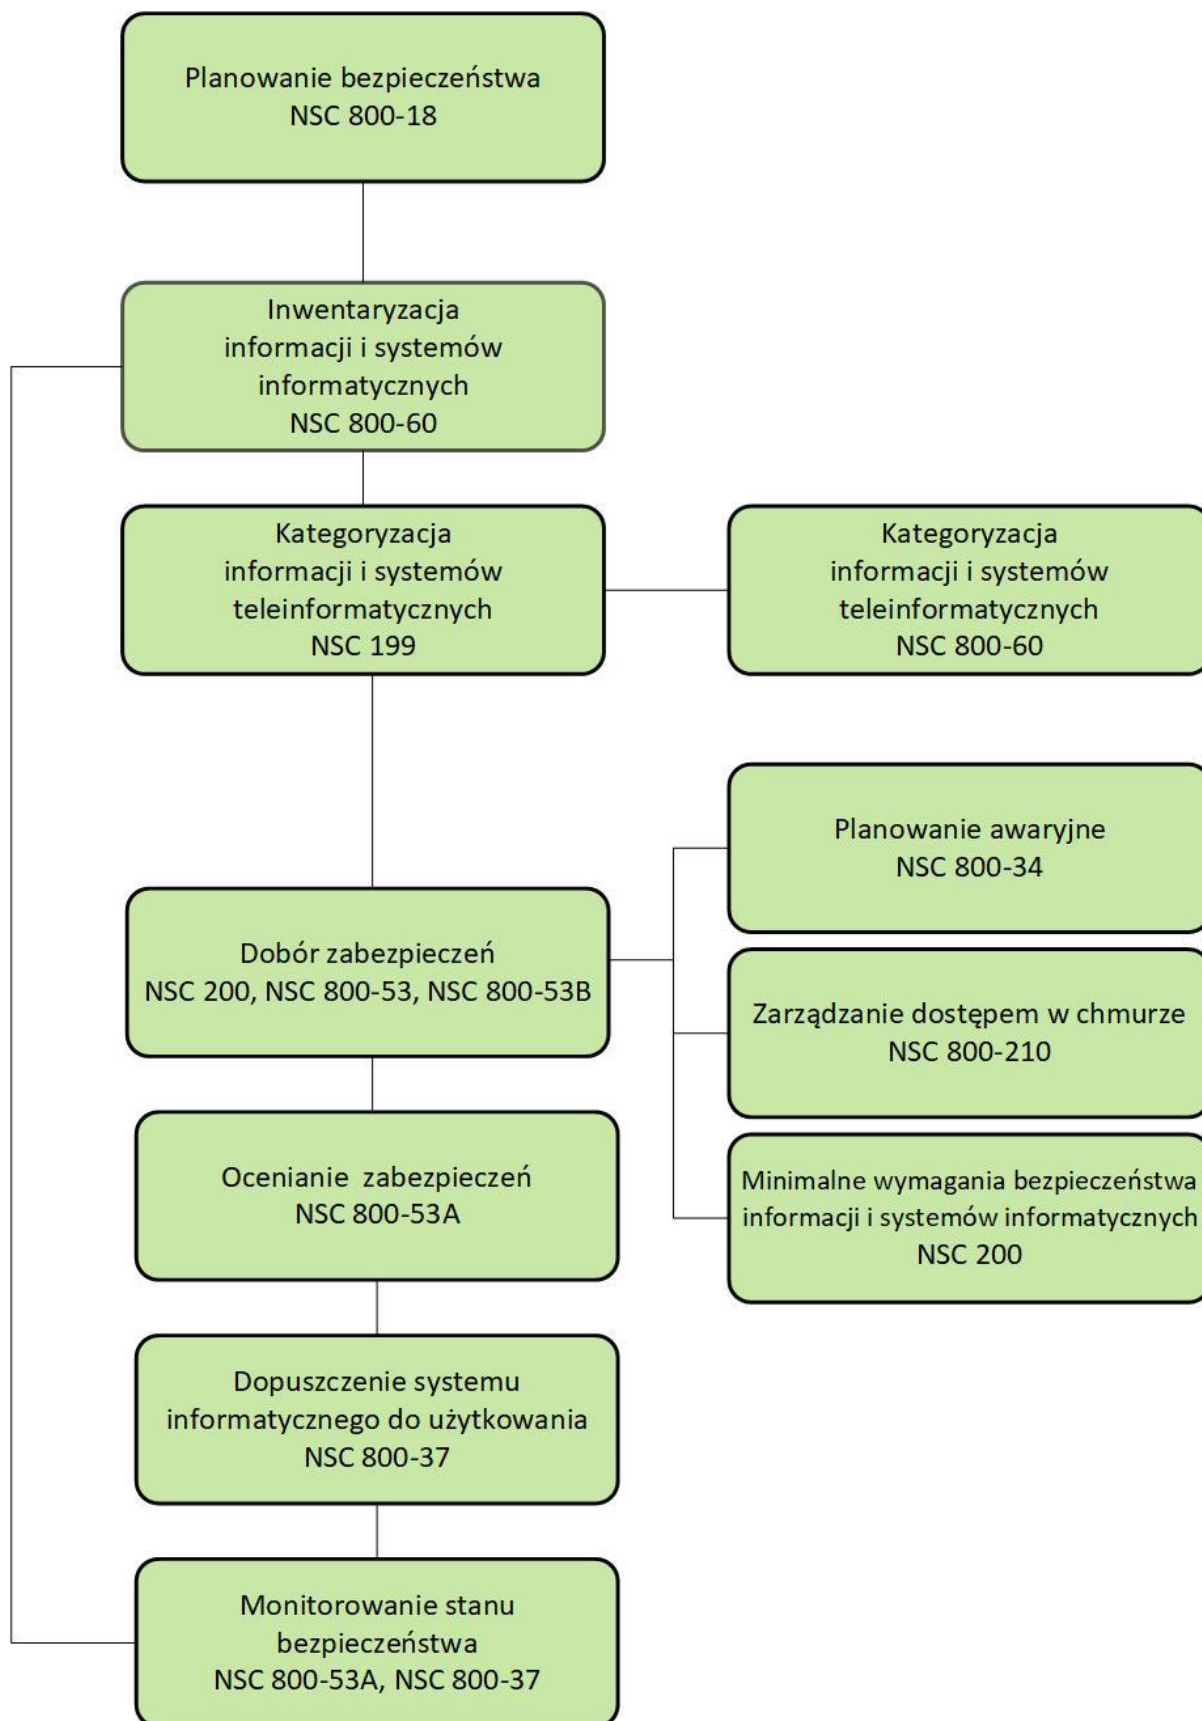 Planowanie bezpieczeństwa
NSC 800-18
Inwentaryzacja
informacji i systemów
informatycznych
NSC 800-60
Kategoryzacja
informacji i systemów
teleinformatycznych
NSC 199
Kategoryzacja
informacji i systemów
teleinformatycznych
NSC 800-60
Planowanie awaryjne
NSC 800-34
Dobór zabezpieczeń
NSC 200, NSC 800-53, NSC 800-53B
Zarządzanie dostępem w chmurze
NSC 800-210
Minimalne wymagania bezpieczeństwa
informacji i systemów informatycznych
NSC 200
Ocenianie  zabezpieczeń
NSC 800-53A
Dopuszczenie systemu
informatycznego do użytkowania
NSC 800-37
Monitorowanie stanu
bezpieczeństwa
NSC 800-53A, NSC 800-37